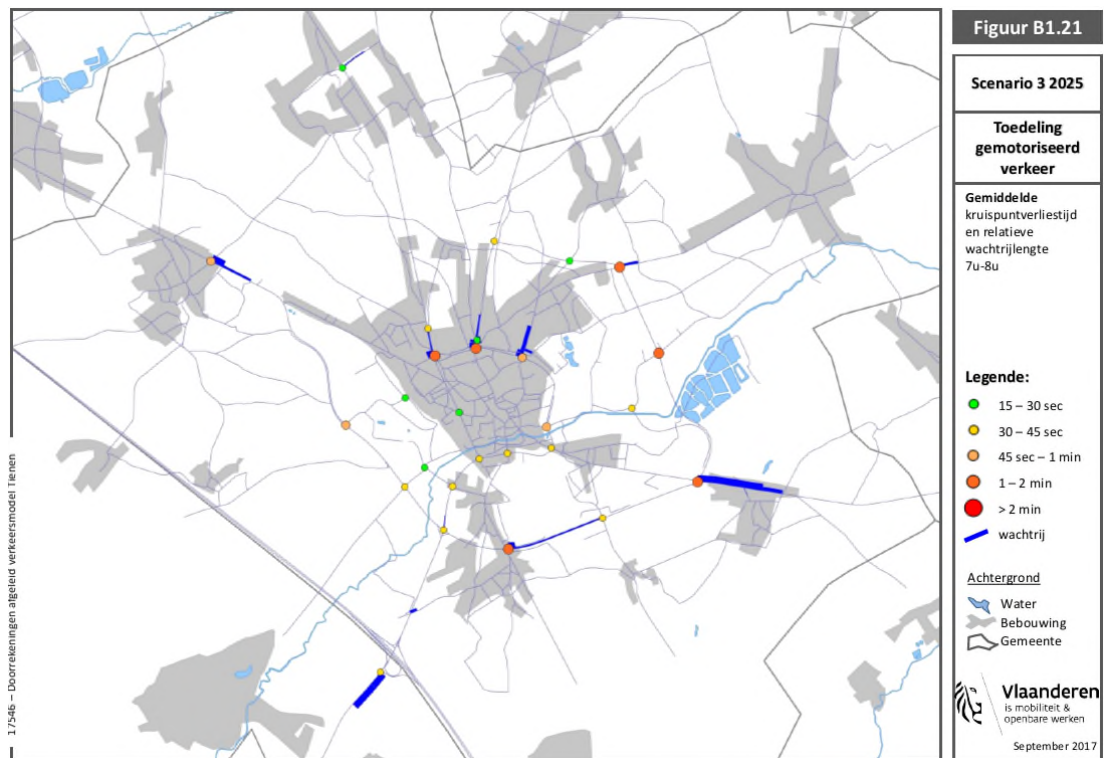 Figuur B1.21
Scenario 3 2025
Toedeling
gemotoriseerd
verkeer
Gemiddelde
kruispuntverliestijd
en relatieve
wachtrijlengte
7u-8u
Legende:
15 – 30 sec
30 – 45 sec
45 sec – 1 min
1 – 2 min
> 2 min
wachtrij
Achtergrond
Water
Bebouwing
Gemeente
Vlaanderen
is mobiliteit &
openbare werken
September 2017
17546 – Doorrekeningen afgeleid verkeersmodel Tienen